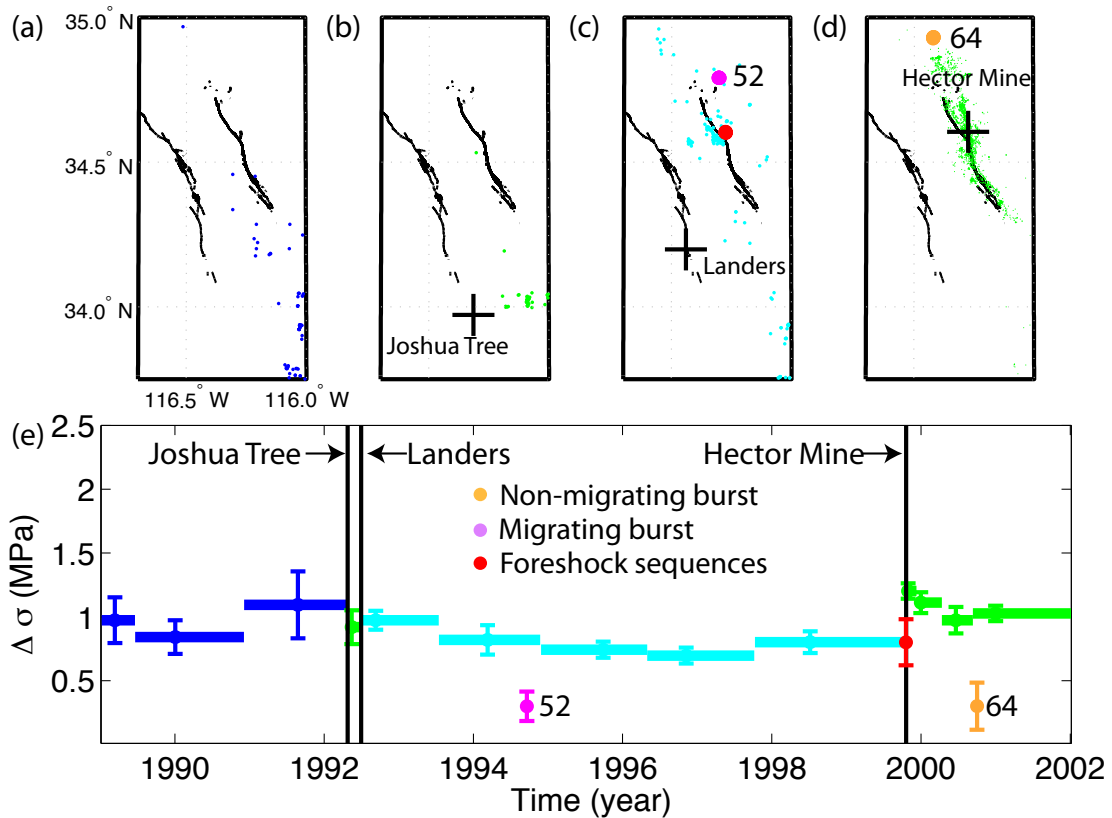 (a) (b) (c) (d)
35.0° N
34.5° N
34.0° N
116.5° W 116.0° W
Joshua Tree
52
Landers
64
Hector Mine
(e)
2.5
2
1.5
1
0.5
Δ σ (MPa)
Joshua Tree Landers Hector Mine
Non-migrating burst
Migrating burst
Foreshock sequences
52 64
1990 1992 1994 1996 1998 2000 2002
Time (year)